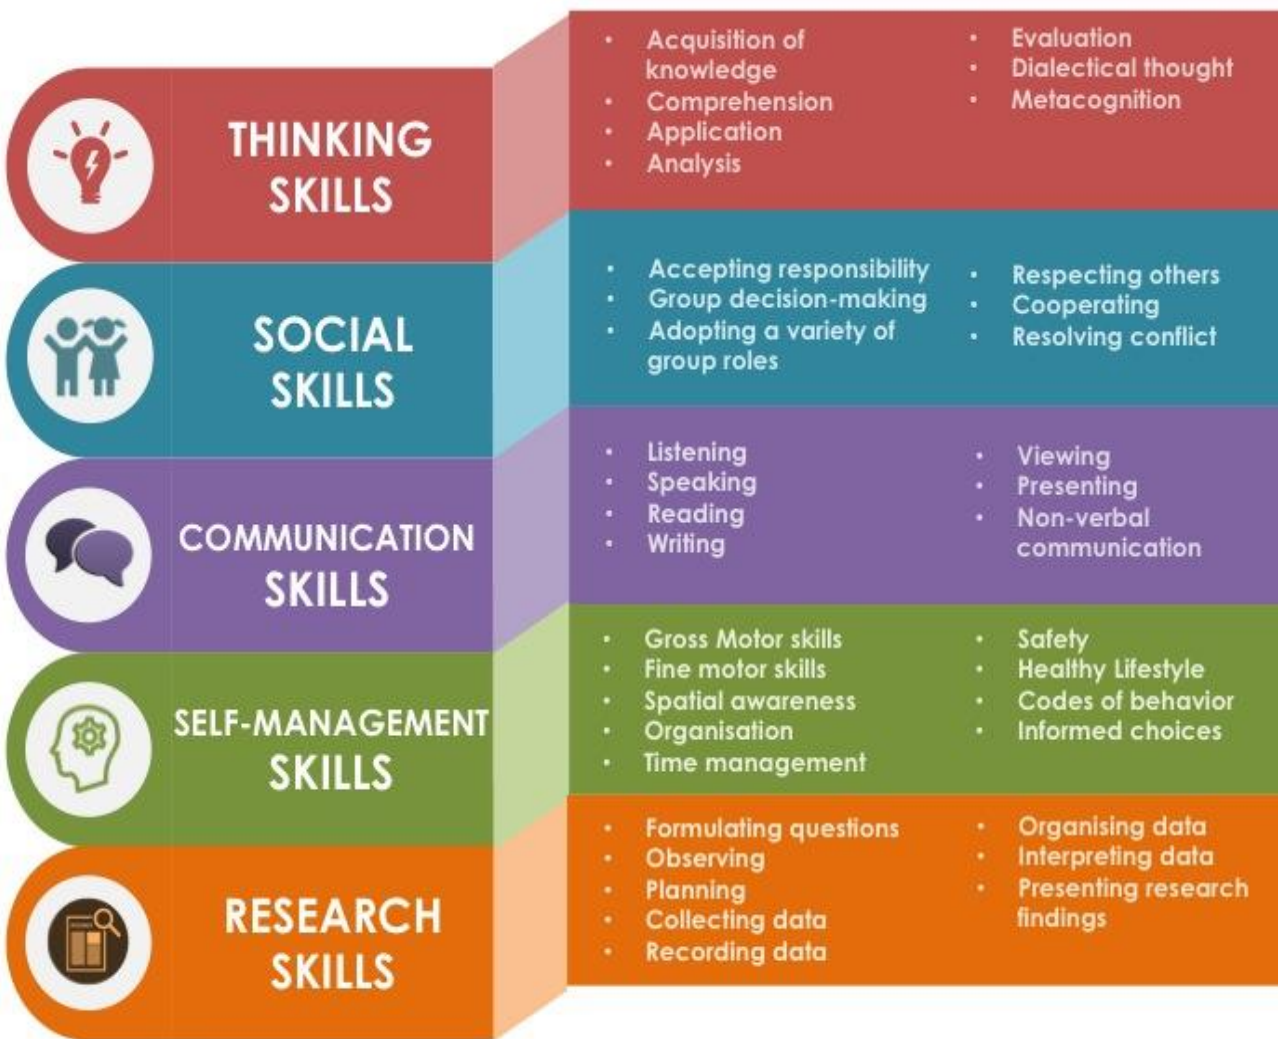 THINKING
SKILLS
• Acquisition of
knowledge
• Comprehension
• Application
• Analysis
• Evaluation
• Dialectical thought
• Metacognition
SOCIAL
SKILLS
• Accepting responsibility
• Group decision-making
• Adopting a variety of
group roles
• Respecting others
• Cooperating
• Resolving conflict
COMMUNICATION
SKILLS
• Listening
• Speaking
• Reading
• Writing
• Viewing
• Presenting
• Non-verbal
communication
SELF-MANAGEMENT
SKILLS
• Gross Motor skills
• Fine motor skills
• Spatial awareness
• Organisation
• Time management
• Safety
• Healthy Lifestyle
• Codes of behavior
• Informed choices
RESEARCH
SKILLS
• Formulating questions
• Observing
• Planning
• Collecting data
• Recording data
• Organising data
• Interpreting data
• Presenting research
findings